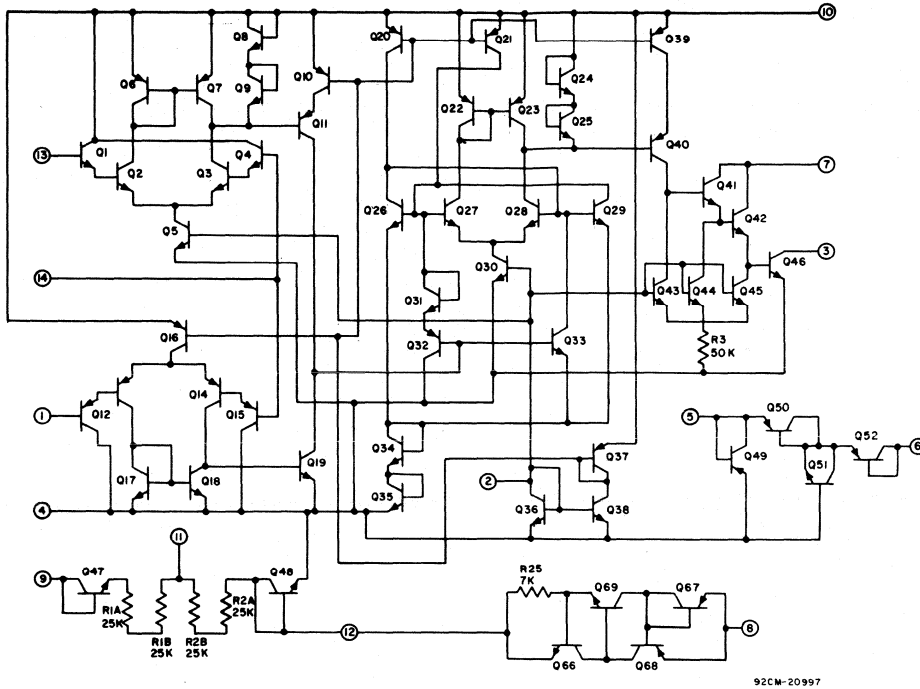 10
Q8
Q20
Q21
Q39
Q6
Q7
Q9
Q10
Q24
Q22
Q23
Q25
Q11
Q40
13
Q1
Q2
Q3
Q4
7
Q41
Q26
Q27
Q28
Q29
Q42
Q5
3
Q30
Q46
14
Q31
Q43
Q44
Q45
Q16
Q32
Q33
R3
50K
Q14
1
Q12
Q15
5
Q50
6
Q34
Q37
Q52
Q19
Q49
Q51
Q17
Q18
2
Q35
Q36
Q38
4
11
9
Q47
Q48
R25
7K
Q69
Q67
R1A
25K
R2A
25K
R1B
25K
R2B
25K
12
8
Q66
Q68
92CM-20997